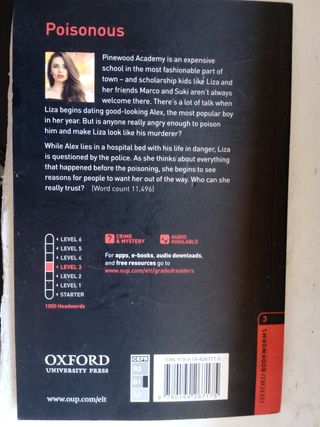 Poisonous
Pinewood Academy is an expensive
school in the most fashionable part of
town – and scholarship kids like Liza and
her friends Marco and Suki aren't always
welcome there. There's a lot of talk when
Liza begins dating good-looking Alex, the most popular boy
in her year. But is anyone really angry enough to poison
him and make Liza look like his murderer?
While Alex lies in a hospital bed with his life in danger, Liza
is questioned by the police. As she thinks about everything
that happened before the poisoning, she begins to see
reasons for people to want her out of the way. Who can she
really trust? (Word count 11,496)
LEVEL 6
LEVEL 5
LEVEL 4
LEVEL 3
LEVEL 2
LEVEL 1
STARTER
1000 Headwords
? CRIME
& MYSTERY
AUDIO
AVAILABLE
For apps, e-books, audio downloads,
and free resources go to
www.oup.com/elt/gradedreaders
3
OXFORD BOOKWORMS
OXFORD
UNIVERSITY PRESS
www.oup.com/elt
CEFR
B1